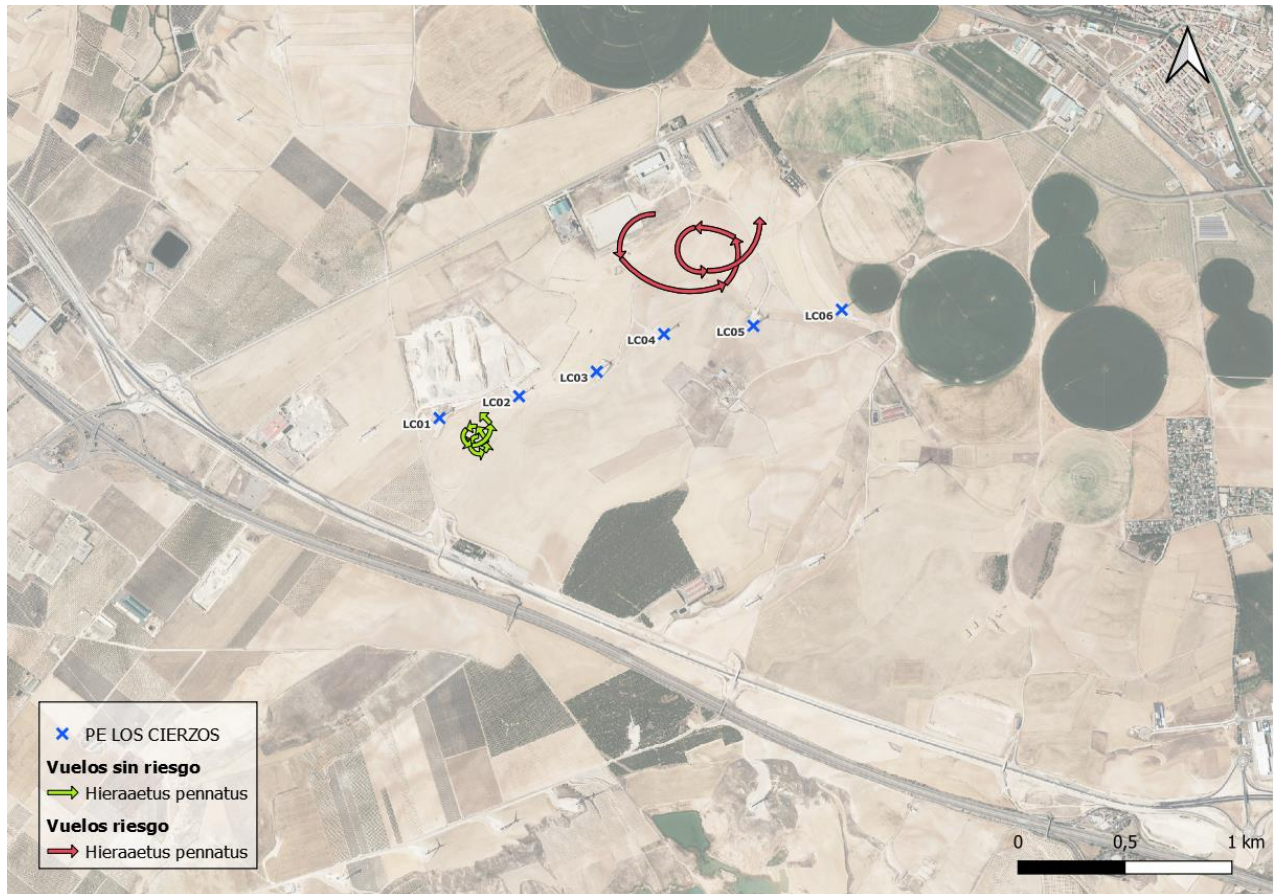 LC06
LC05
LC04
LC03
LC02
LC01
PE LOS CIERZOS
Vuelos sin riesgo
Hieraaetus pennatus
Vuelos riesgo
Hieraaetus pennatus
0 0,5 1 km